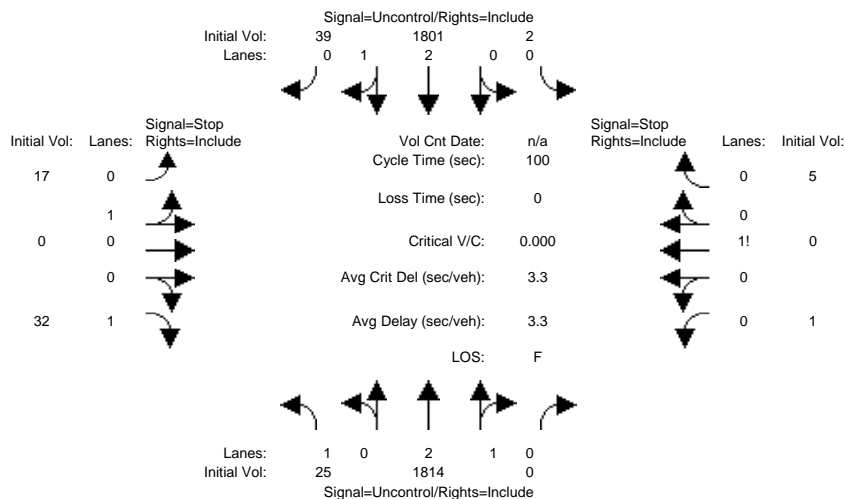 Signal=Uncontrol/Rights=Include
Initial Vol: 39 1801 2
Lanes: 0 1 2 0 0
Signal=Stop
Initial Vol: Lanes: Rights=Include
Vol Cnt Date: n/a
Signal=Stop
Rights=Include Lanes: Initial Vol:
Cycle Time (sec): 100
17 0
0 5
Loss Time (sec): 0
1
0
0 0
Critical V/C: 0.000
1! 0
0
Avg Crit Del (sec/veh): 3.3
0
32 1
Avg Delay (sec/veh): 3.3
0 1
LOS: F
Lanes: 1 0 2 1 0
Initial Vol: 25 1814 0
Signal=Uncontrol/Rights=Include